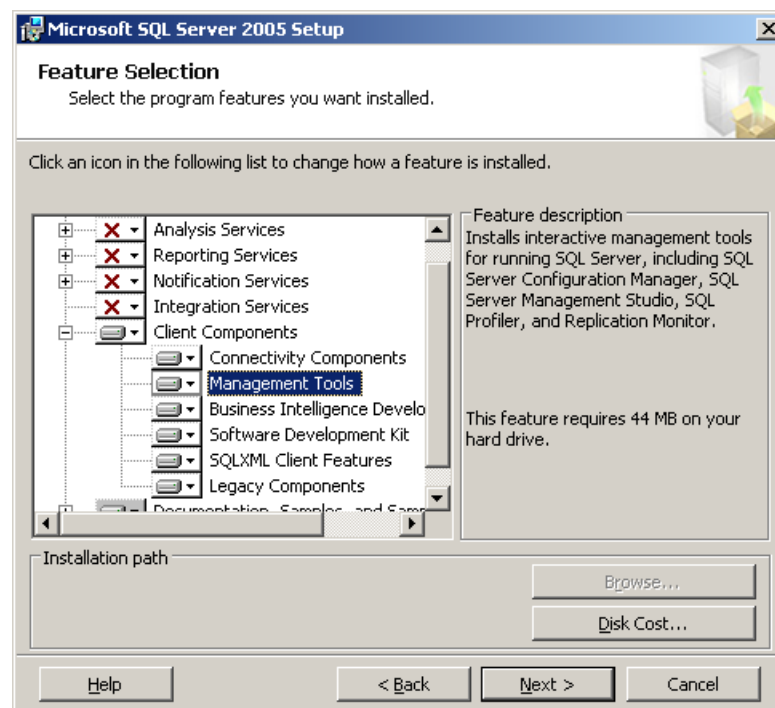 Microsoft SQL Server 2005 Setup
Feature Selection
Select the program features you want installed.
Click an icon in the following list to change how a feature is installed.
Analysis Services
Reporting Services
Notification Services
Integration Services
Client Components
Connectivity Components
Management Tools
Business Intelligence Develo
Software Development Kit
SQLXML Client Features
Legacy Components
Documentation, Samples, and Samp
Feature description
Installs interactive management tools
for running SQL Server, including SQL
Server Configuration Manager, SQL
Server Management Studio, SQL
Profiler, and Replication Monitor.
This feature requires 44 MB on your
hard drive.
Installation path
Browse...
Disk Cost...
Help
< Back
Next >
Cancel